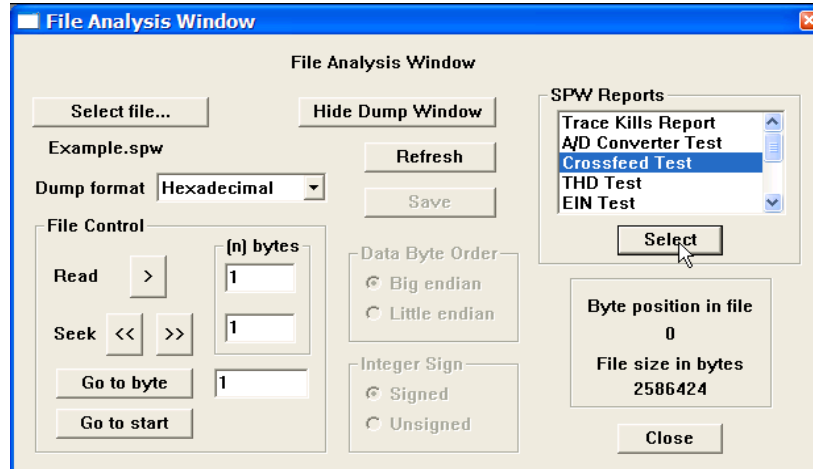 File Analysis Window
File Analysis Window
Select file...
Hide Dump Window
Example.spw
Refresh
Dump format Hexadecimal
Save
SPW Reports
Trace Kills Report
A/D Converter Test
Crossfeed Test
THD Test
EIN Test
Select
File Control
(n) bytes
Read > 1
Seek << >> 1
Go to byte 1
Go to start
Data Byte Order
Big endian
Little endian
Integer Sign
Signed
Unsigned
Byte position in file
0
File size in bytes
2586424
Close